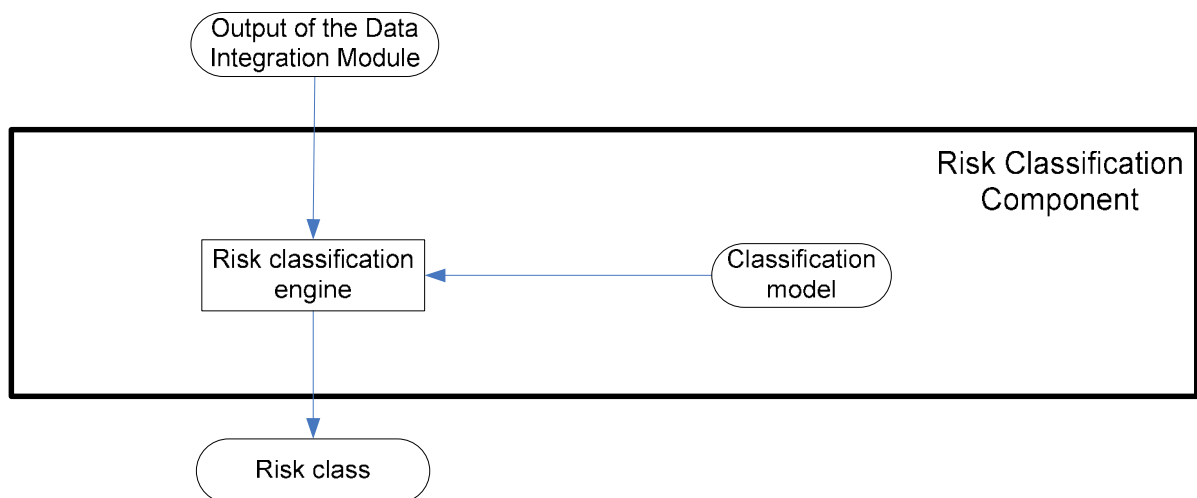 Output of the Data
Integration Module
Risk Classification
Component
Risk classification
engine
Classification
model
Risk class